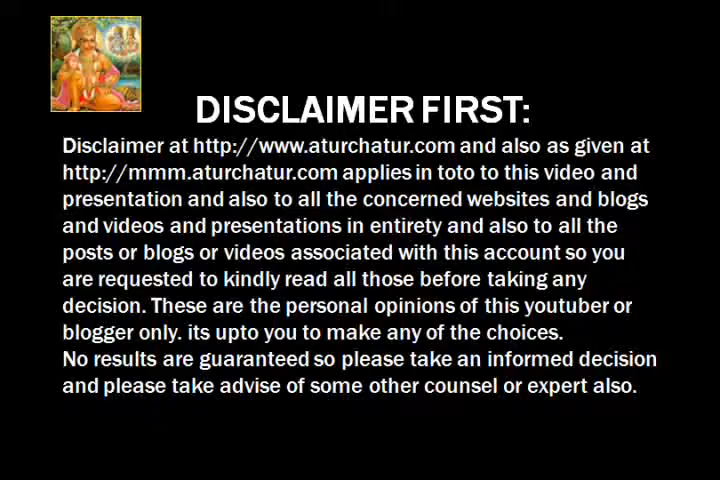 DISCLAIMER FIRST:
Disclaimer at http://www.aturchatur.com and also as given at
http://mmm.aturchatur.com applies in toto to this video and
presentation and also to all the concerned websites and blogs
and videos and presentations in entirety and also to all the
posts or blogs or videos associated with this account so you
are requested to kindly read all those before taking any
decision. These are the personal opinions of this youtuber or
blogger only. its upto you to make any of the choices.
No results are guaranteed so please take an informed decision
and please take advise of some other counsel or expert also.